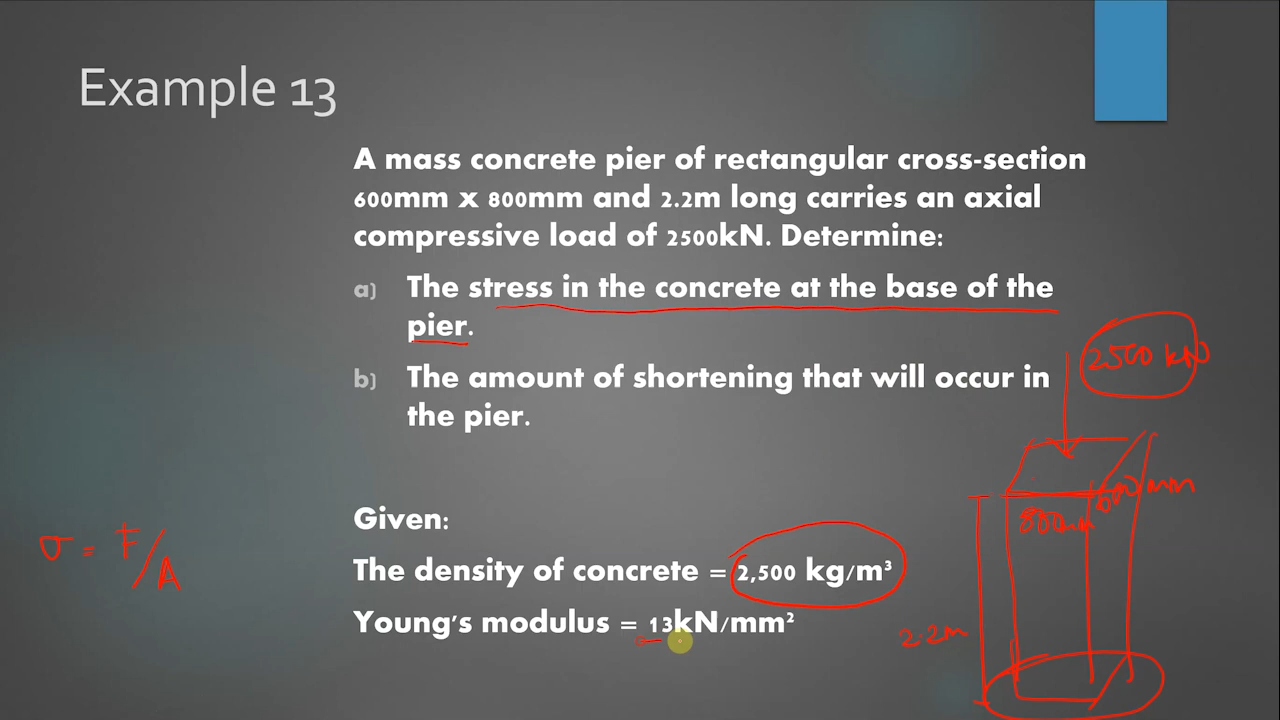 Example 13
A mass concrete pier of rectangular cross-section
600mm x 800mm and 2.2m long carries an axial
compressive load of 2500kN. Determine:
a) The stress in the concrete at the base of the
pier.
b) The amount of shortening that will occur in
the pier.
Given:
The density of concrete = 2,500 kg/m³
Young's modulus = 13kN/mm²
σ = F/A
2500 kN
600 mm
800mm
2.2m